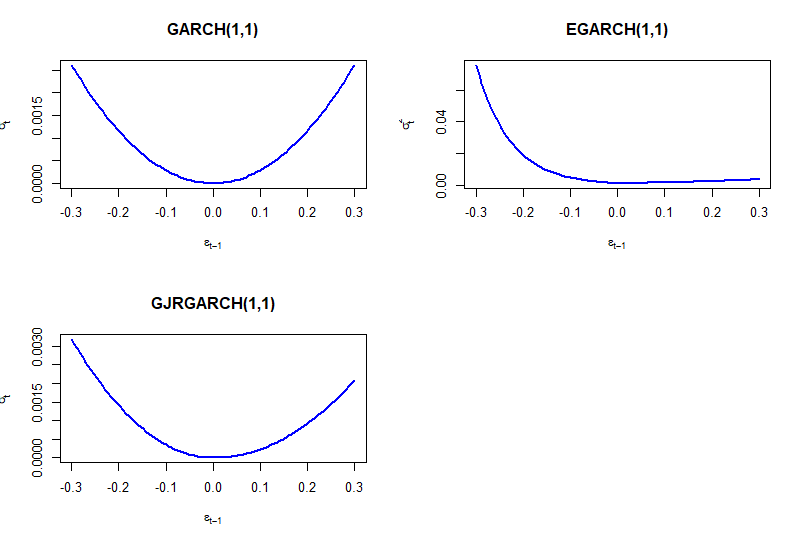 GARCH(1,1)
0.0000 0.0015
-0.3 -0.2 -0.1 0.0 0.1 0.2 0.3
εt−1
EGARCH(1,1)
σt²
0.00 0.04
-0.3 -0.2 -0.1 0.0 0.1 0.2 0.3
εt−1
GJRGARCH(1,1)
0.0000 0.0015 0.0030
-0.3 -0.2 -0.1 0.0 0.1 0.2 0.3
εt−1